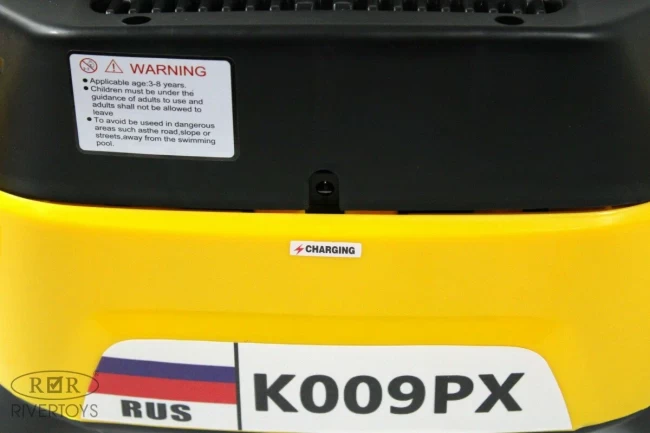 WARNING
● Applicable age:3-8 years.
● Children must be under the
guidance of adults to use and
adults shall not be allowed to
leave
● To avoid be useed in dangerous
areas such asthe road,slope or
streets,away from the swimming
pool.
CHARGING
RUS K009PX
ROR
RIVERTOYS